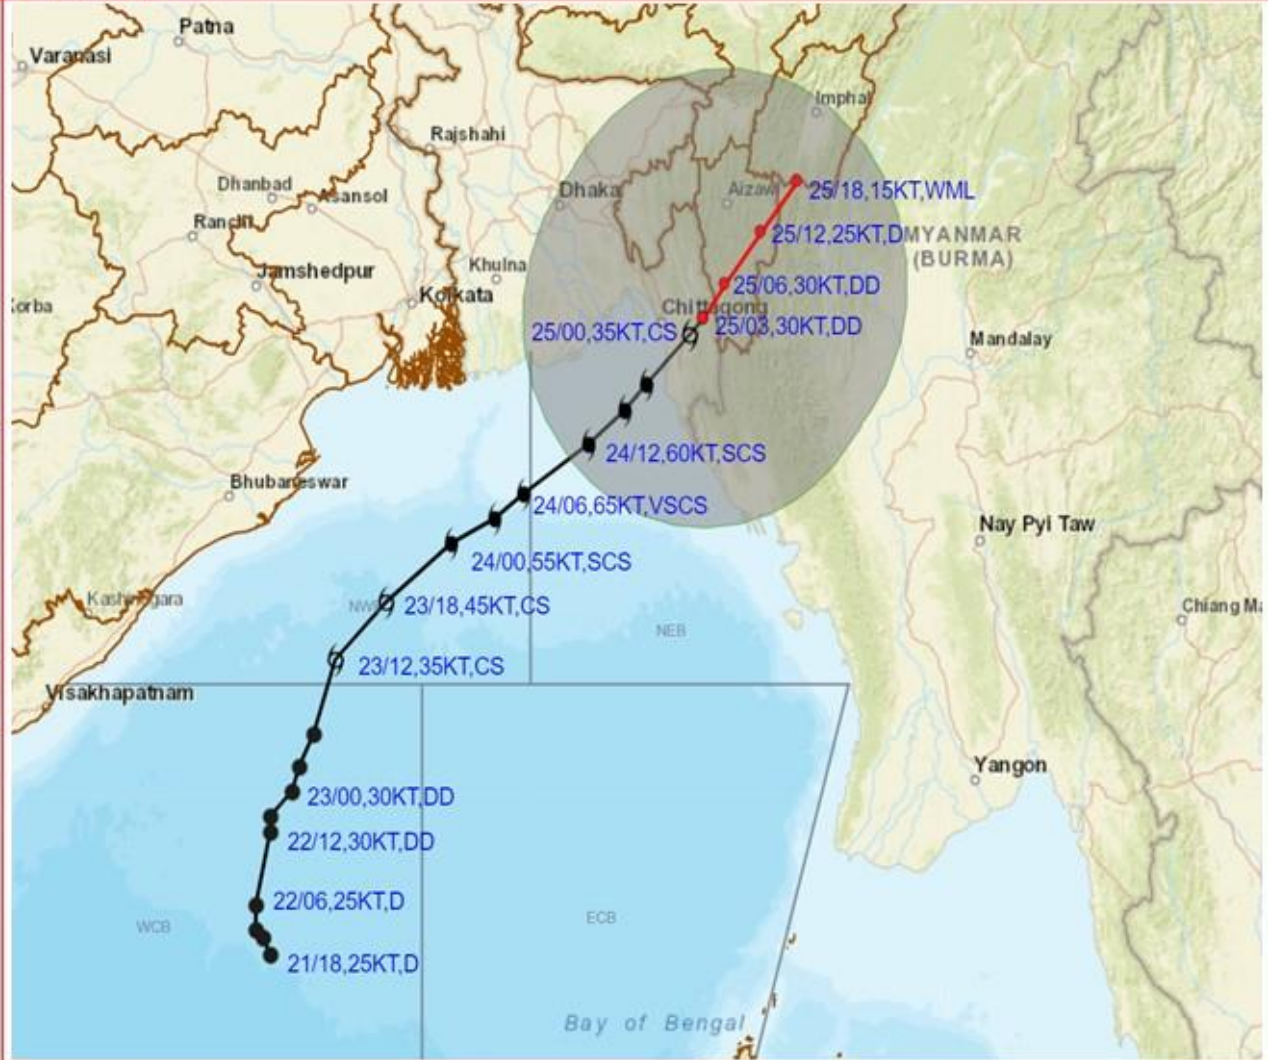 Patna
Varanasi
Imphal
Rajshahi
Dhanbad
Asansol
Dhaka
Aizawl
25/18,15KT,WML
Ranchi
25/12,25KT,D
MYANMAR
(BURMA)
Jamshedpur
Khulna
Korba
Kolkata
25/06,30KT,DD
Chittagong
25/00,35KT,CS
25/03,30KT,DD
Mandalay
24/12,60KT,SCS
Bhubaneswar
24/06,65KT,VSCS
Nay Pyi Taw
24/00,55KT,SCS
23/18,45KT,CS
Chiang Ma
NEB
23/12,35KT,CS
Visakhapatnam
Yangon
23/00,30KT,DD
22/12,30KT,DD
22/06,25KT,D
WCB
ECB
21/18,25KT,D
Bay of Bengal